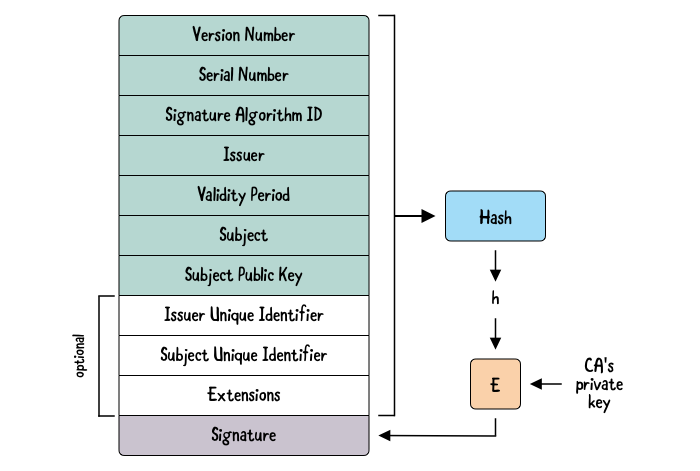 Version Number
Serial Number
Signature Algorithm ID
Issuer
Validity Period
Subject
Subject Public Key
Issuer Unique Identifier
Subject Unique Identifier
Extensions
Signature
optional
Hash
h
E
CA's
private
key